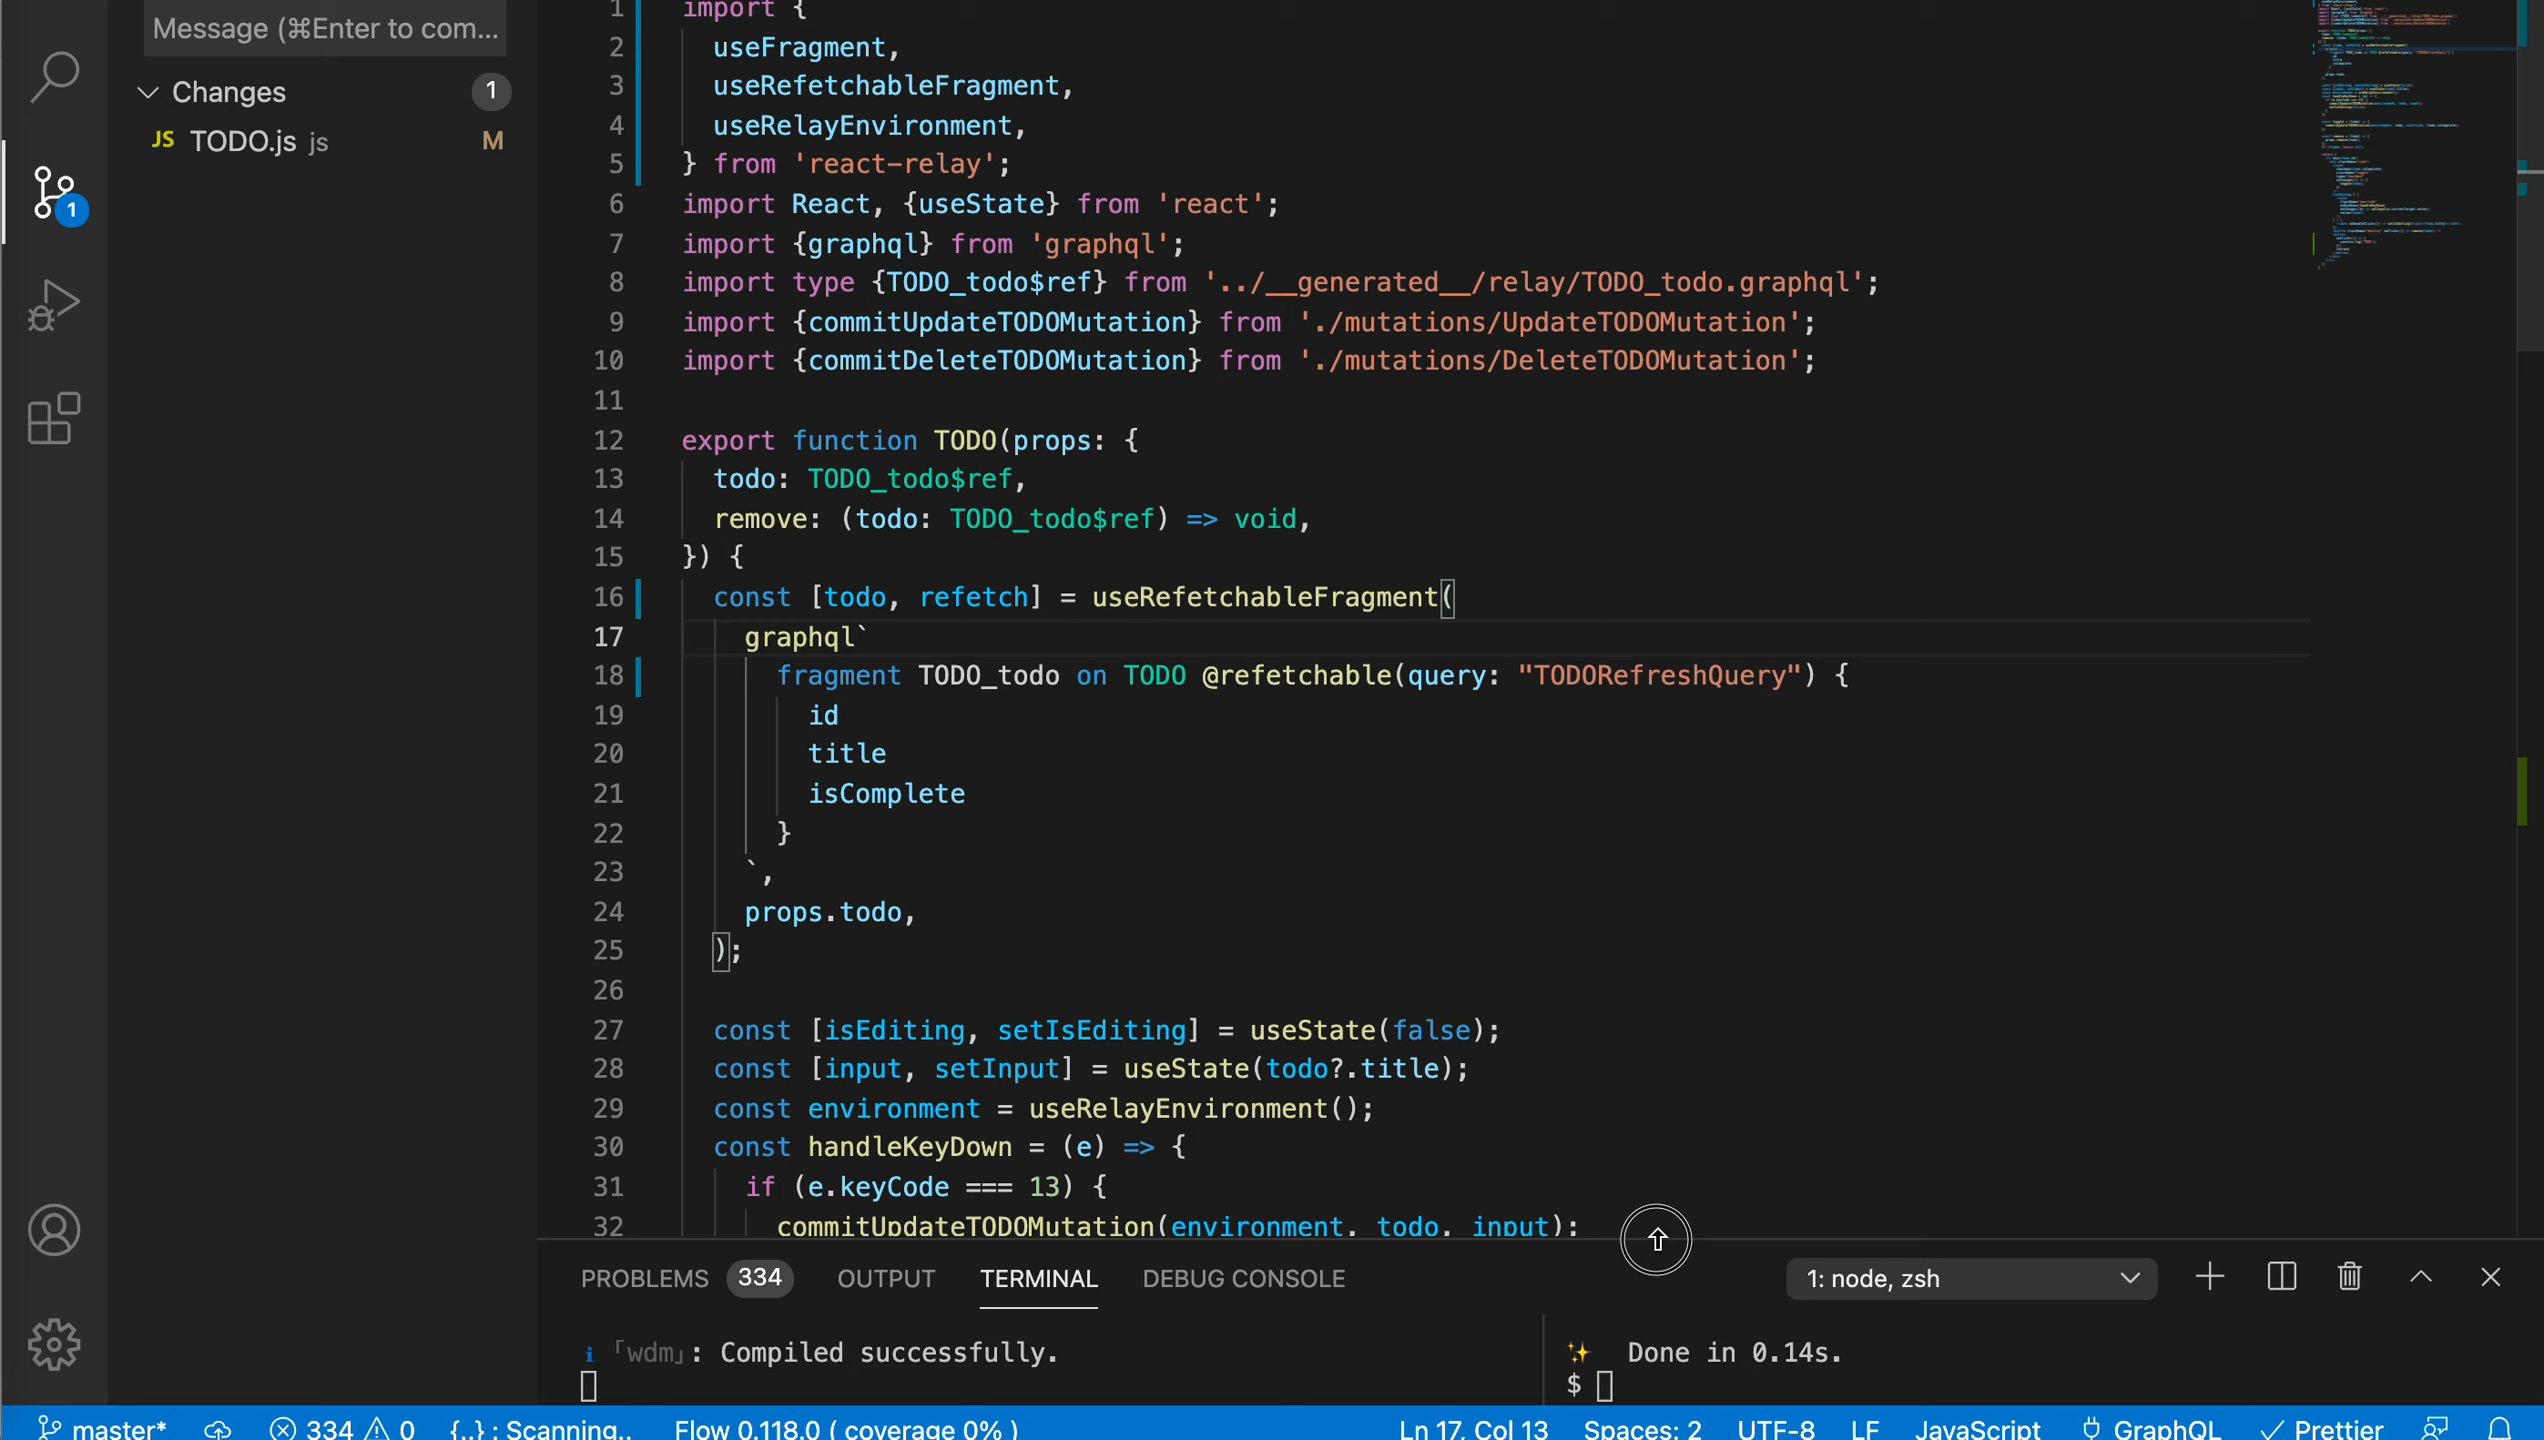 Message (⌘Enter to com...
Changes 1
JS TODO.js js M
1
1 import {
2 useFragment,
3 useRefetchableFragment,
4 useRelayEnvironment,
5 } from 'react-relay';
6 import React, {useState} from 'react';
7 import {graphql} from 'graphql';
8 import type {TODO_todo$ref} from '../__generated__/relay/TODO_todo.graphql';
9 import {commitUpdateTODOMutation} from './mutations/UpdateTODOMutation';
10 import {commitDeleteTODOMutation} from './mutations/DeleteTODOMutation';
11
12 export function TODO(props: {
13 todo: TODO_todo$ref,
14 remove: (todo: TODO_todo$ref) => void,
15 }) {
16 const [todo, refetch] = useRefetchableFragment(
17 graphql`
18 fragment TODO_todo on TODO @refetchable(query: "TODORefreshQuery") {
19 id
20 title
21 isComplete
22 }
23 `,
24 props.todo,
25 );
26
27 const [isEditing, setIsEditing] = useState(false);
28 const [input, setInput] = useState(todo?.title);
29 const environment = useRelayEnvironment();
30 const handleKeyDown = (e) => {
31 if (e.keyCode === 13) {
32 commitUpdateTODOMutation(environment, todo, input);
PROBLEMS 334 OUTPUT TERMINAL DEBUG CONSOLE 1: node, zsh
i 「wdm」: Compiled successfully.
✨ Done in 0.14s.
$
master* 334 0 {..} : Scanning.. Flow 0.118.0 ( coverage 0% ) Ln 17, Col 13 Spaces: 2 UTF-8 LF JavaScript GraphQL Prettier